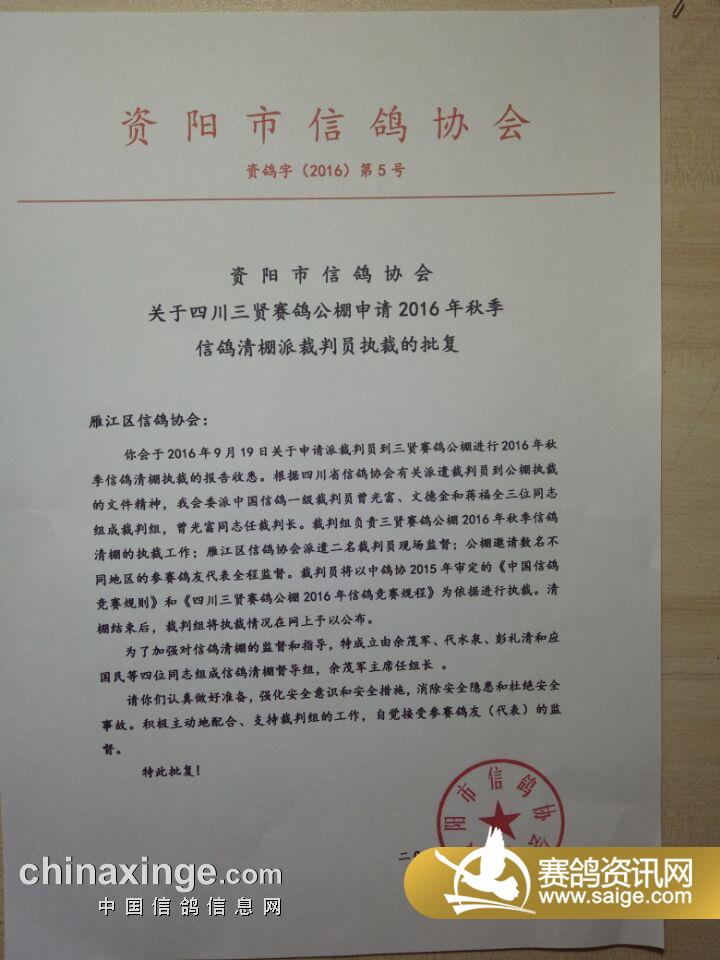 资阳市信鸽协会
资鸽字（2016）第5号
资阳市信鸽协会
关于四川三贤赛鸽公棚申请2016年秋季
信鸽清棚派裁判员执裁的批复
雁江区信鸽协会：
你会于2016年9月19日关于申请派裁判员到三贤赛鸽公棚进行2016年秋
季信鸽清棚执裁的报告收悉。根据四川省信鸽协会有关派遣裁判员到公棚执裁
的文件精神，我会委派中国信鸽一级裁判员曾光富、文德金和蒋福全三位同志
组成裁判组，曾光富同志任裁判长。裁判组负责三贤赛鸽公棚2016年秋季信鸽
清棚的执裁工作；雁江区信鸽协会派遣二名裁判员现场监督；公棚邀请数名不
同地区的参赛鸽友代表全程监督。裁判员将以中鸽协2015年审定的《中国信鸽
竞赛规则》和《四川三贤赛鸽公棚2016年信鸽竞赛规程》为依据进行执裁。清
棚结束后，裁判组将执裁情况在网上予以公布。
为了加强对信鸽清棚的监督和指导，特成立由余茂军、代水泉、彭礼清和应
国民等四位同志组成信鸽清棚督导组，余茂军主席任组长 。
请你们认真做好准备，强化安全意识和安全措施，消除安全隐患和杜绝安全
事故。积极主动地配合、支持裁判组的工作，自觉接受参赛鸽友（代表）的监
督。
特此批复！
阳市信鸽协会
二
chinaxinge.com
中国信鸽信息网
赛鸽资讯网
www.saige.com